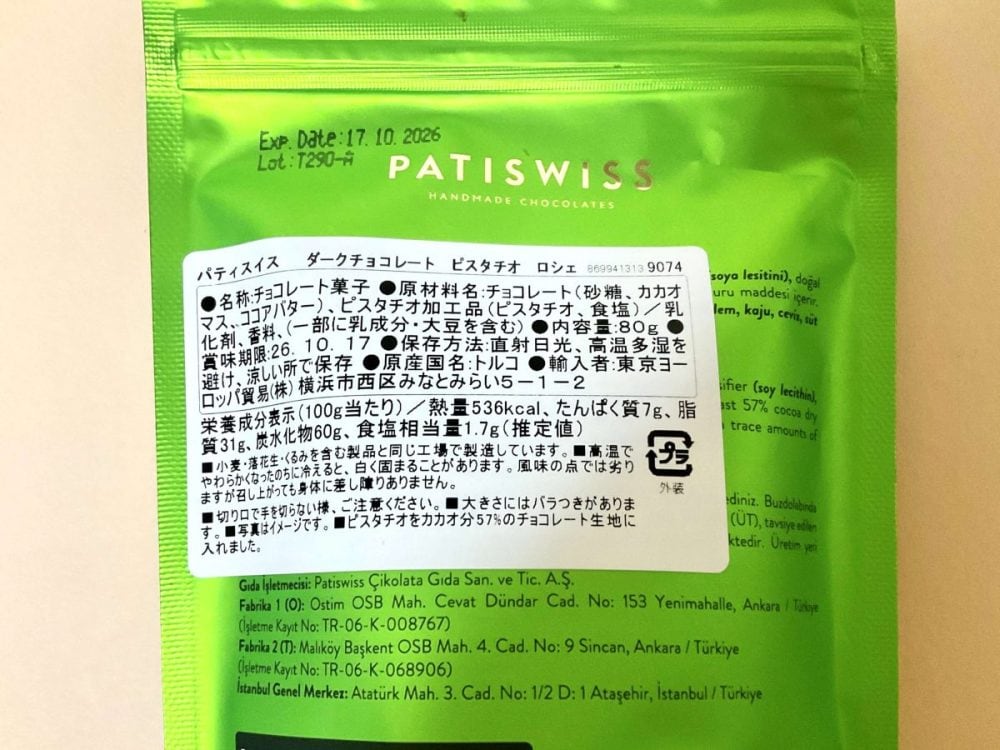 Exp. Date:17. 10. 2026
Lot:T290-A
PATISWiSS
HANDMADE CHOCOLATES
パティスイス　ダークチョコレート　ピスタチオ　ロシェ 869941313 9074
●名称:チョコレート菓子 ●原材料名:チョコレート(砂糖、カカオ
マス、ココアバター)、ピスタチオ加工品(ピスタチオ、食塩)／乳
化剤、香料、(一部に乳成分・大豆を含む) ●内容量:80g ●
賞味期限:26. 10. 17 ●保存方法:直射日光、高温多湿を
避け、涼しい所で保存 ●原産国名:トルコ ●輸入者:東京ヨー
ロッパ貿易(株) 横浜市西区みなとみらい5－1－2
栄養成分表示(100g当たり)／熱量536kcal、たんぱく質7g、脂
質31g、炭水化物60g、食塩相当量1.7g(推定値)
■小麦・落花生・くるみを含む製品と同じ工場で製造しています。■高温で
やわらかくなったのちに冷えると、白く固まることがあります。風味の点では劣り
ますが召し上がっても身体に差し障りありません。
■切り口で手を切らない様、ご注意ください。■大きさにはバラつきがありま
す。■写真はイメージです。■ピスタチオをカカオ分57%のチョコレート生地に
入れました。
プラ
外装
(soya lesitini), doğal
uru maddesi içerir.
lem, kaju, ceviz, süt
sifier (soy lecithin),
ast 57% cocoa dry
trace amounts of
ediniz. Buzdolabında
(ÜT), tavsiye edilen
ktedir. Üretim yeri
Gıda İşletmecisi: Patiswiss Çikolata Gıda San. ve Tic. A.Ş.
Fabrika 1 (O): Ostim OSB Mah. Cevat Dündar Cad. No: 153 Yenimahalle, Ankara / Türkiye
(İşletme Kayıt No: TR-06-K-008767)
Fabrika 2 (T): Malıköy Başkent OSB Mah. 4. Cad. No: 9 Sincan, Ankara / Türkiye
(İşletme Kayıt No: TR-06-K-068906)
İstanbul Genel Merkez: Atatürk Mah. 3. Cad. No: 1/2 D: 1 Ataşehir, İstanbul / Türkiye